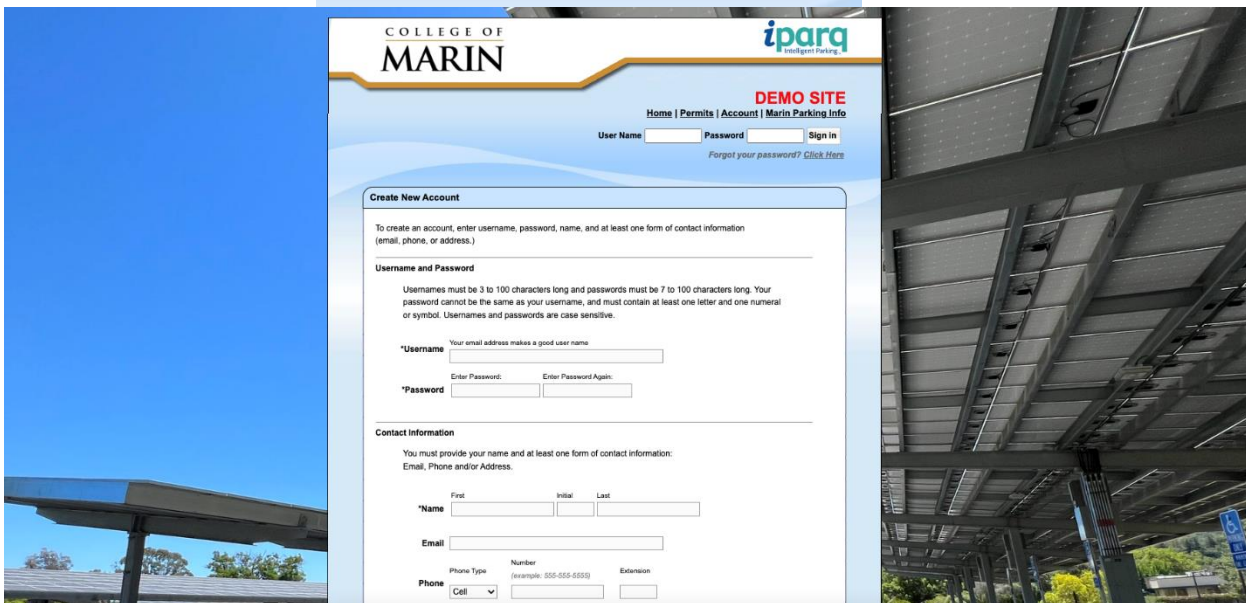 COLLEGE OF
MARIN
iparq
Intelligent Parking
DEMO SITE
Home | Permits | Account | Marin Parking Info
User Name Password Sign in
Forgot your password? Click Here
Create New Account
To create an account, enter username, password, name, and at least one form of contact information
(email, phone, or address.)
Username and Password
Usernames must be 3 to 100 characters long and passwords must be 7 to 100 characters long. Your
password cannot be the same as your username, and must contain at least one letter and one numeral
or symbol. Usernames and passwords are case sensitive.
Your email address makes a good user name
*Username
Enter Password: Enter Password Again:
*Password
Contact Information
You must provide your name and at least one form of contact information:
Email, Phone and/or Address.
First Initial Last
*Name
Email
Phone Type Number Extension
(example: 555-555-5555)
Phone
Cell